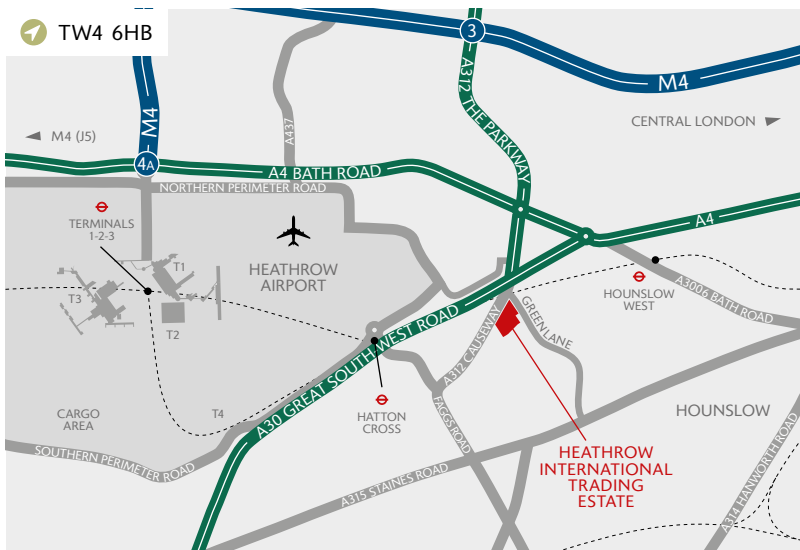 TW4 6HB
3
M4
A312 THE PARKWAY
A437
M4
M4 (J5)
CENTRAL LONDON
4A
A4 BATH ROAD
NORTHERN PERIMETER ROAD
A4
TERMINALS
1-2-3
T1
T3
T2
HEATHROW
AIRPORT
HOUNSLOW
WEST
A3006 BATH ROAD
GREEN LANE
A312 CAUSEWAY
A30 GREAT SOUTH WEST ROAD
HATTON
CROSS
FAGGS ROAD
CARGO
AREA
T4
HOUNSLOW
SOUTHERN PERIMETER ROAD
A315 STAINES ROAD
HEATHROW
INTERNATIONAL
TRADING
ESTATE
A314 HANWORTH ROAD